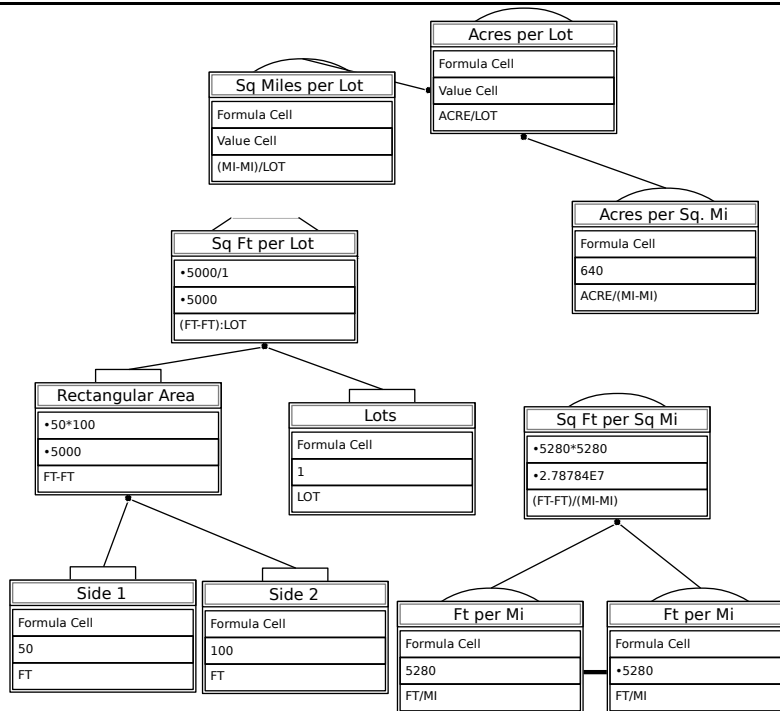 Acres per Lot
Formula Cell
Value Cell
ACRE/LOT
Sq Miles per Lot
Formula Cell
Value Cell
(MI-MI)/LOT
Acres per Sq. Mi
Formula Cell
640
ACRE/(MI-MI)
Sq Ft per Lot
•5000/1
•5000
(FT-FT):LOT
Rectangular Area
•50*100
•5000
FT-FT
Lots
Formula Cell
1
LOT
Sq Ft per Sq Mi
•5280*5280
•2.78784E7
(FT-FT)/(MI-MI)
Side 1
Formula Cell
50
FT
Side 2
Formula Cell
100
FT
Ft per Mi
Formula Cell
5280
FT/MI
Ft per Mi
Formula Cell
•5280
FT/MI